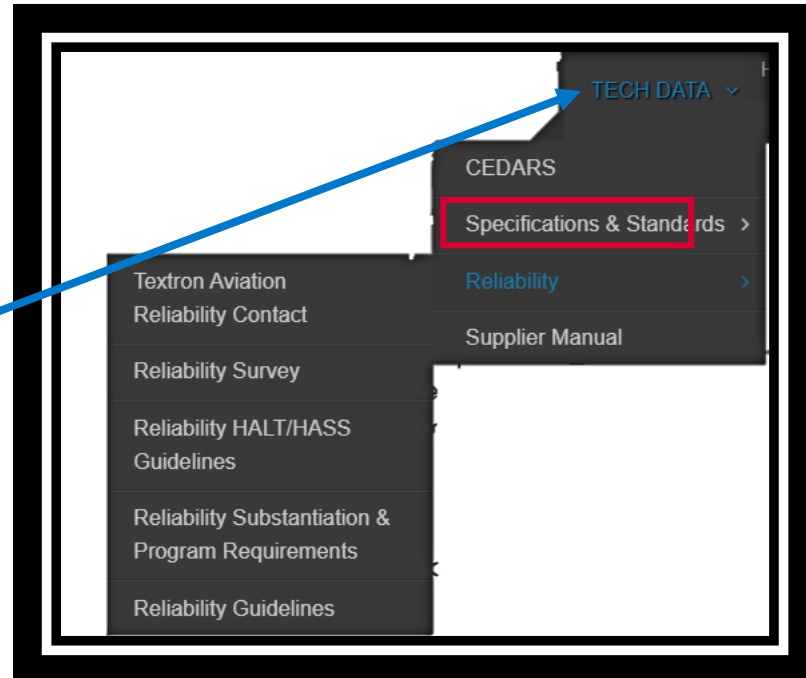 TECH DATA
CEDARS
Specifications & Standards
Reliability
Supplier Manual
Textron Aviation
Reliability Contact
Reliability Survey
Reliability HALT/HASS
Guidelines
Reliability Substantiation &
Program Requirements
Reliability Guidelines